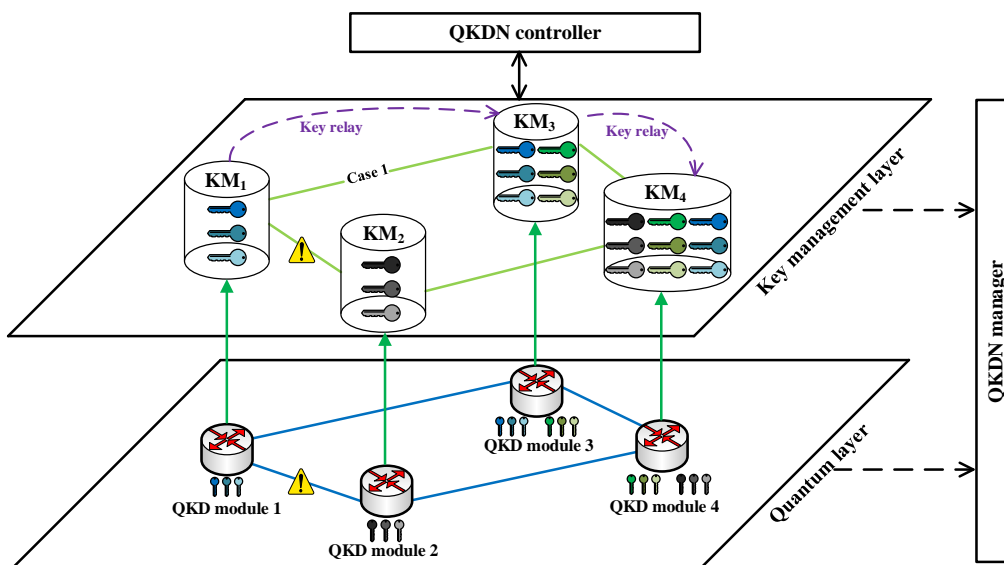 QKDN controller
Key relay
KM3
Key relay
Case 1
KM1
KM4
KM2
Key management layer
QKDN manager
QKD module 3
QKD module 1
QKD module 4
QKD module 2
Quantum layer